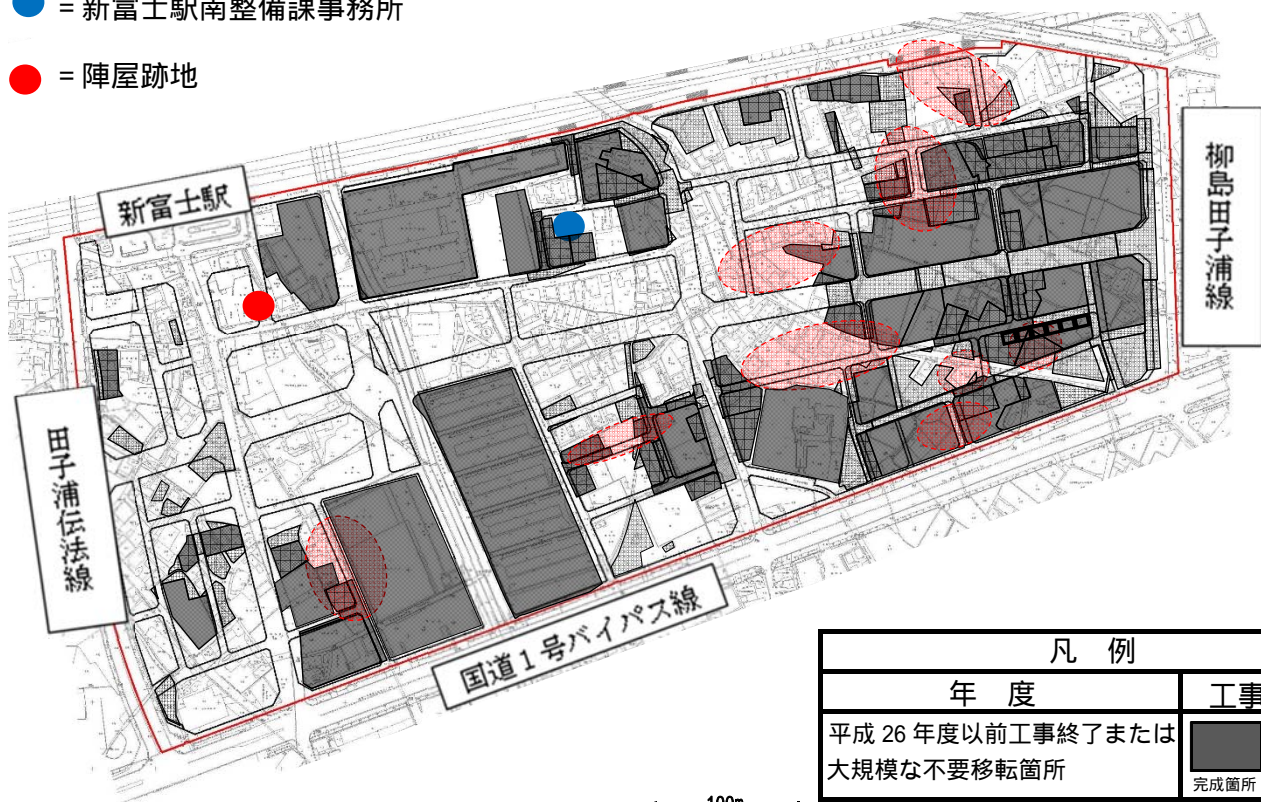 = 新富士駅南整備課事務所
= 陣屋跡地
新富士駅
柳島田子浦線
田子浦伝法線
国道1号バイパス線
凡 例
年 度 工事
平成 26 年度以前工事終了または
大規模な不要移転箇所
完成箇所
100m